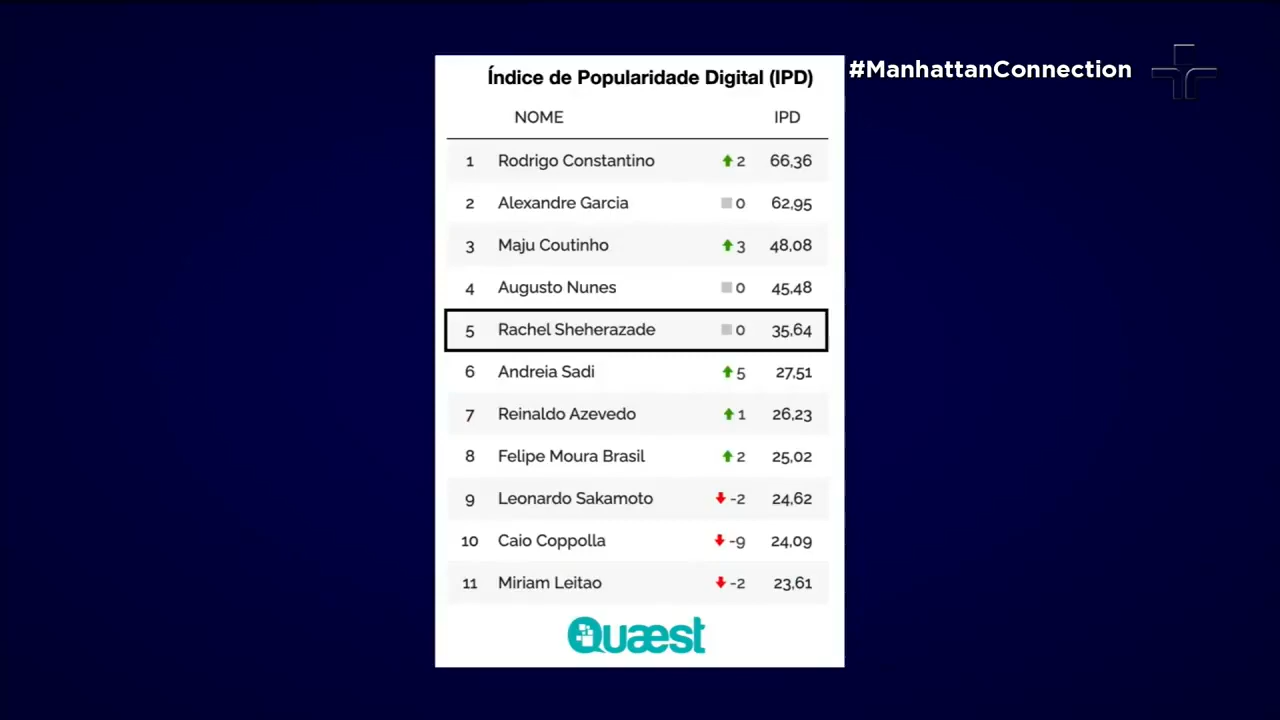 #ManhattanConnection
Índice de Popularidade Digital (IPD)
NOME IPD
1 Rodrigo Constantino 2 66,36
2 Alexandre Garcia 0 62,95
3 Maju Coutinho 3 48,08
4 Augusto Nunes 0 45,48
5 Rachel Sheherazade 0 35,64
6 Andreia Sadi 5 27,51
7 Reinaldo Azevedo 1 26,23
8 Felipe Moura Brasil 2 25,02
9 Leonardo Sakamoto -2 24,62
10 Caio Coppolla -9 24,09
11 Miriam Leitao -2 23,61
Quæst